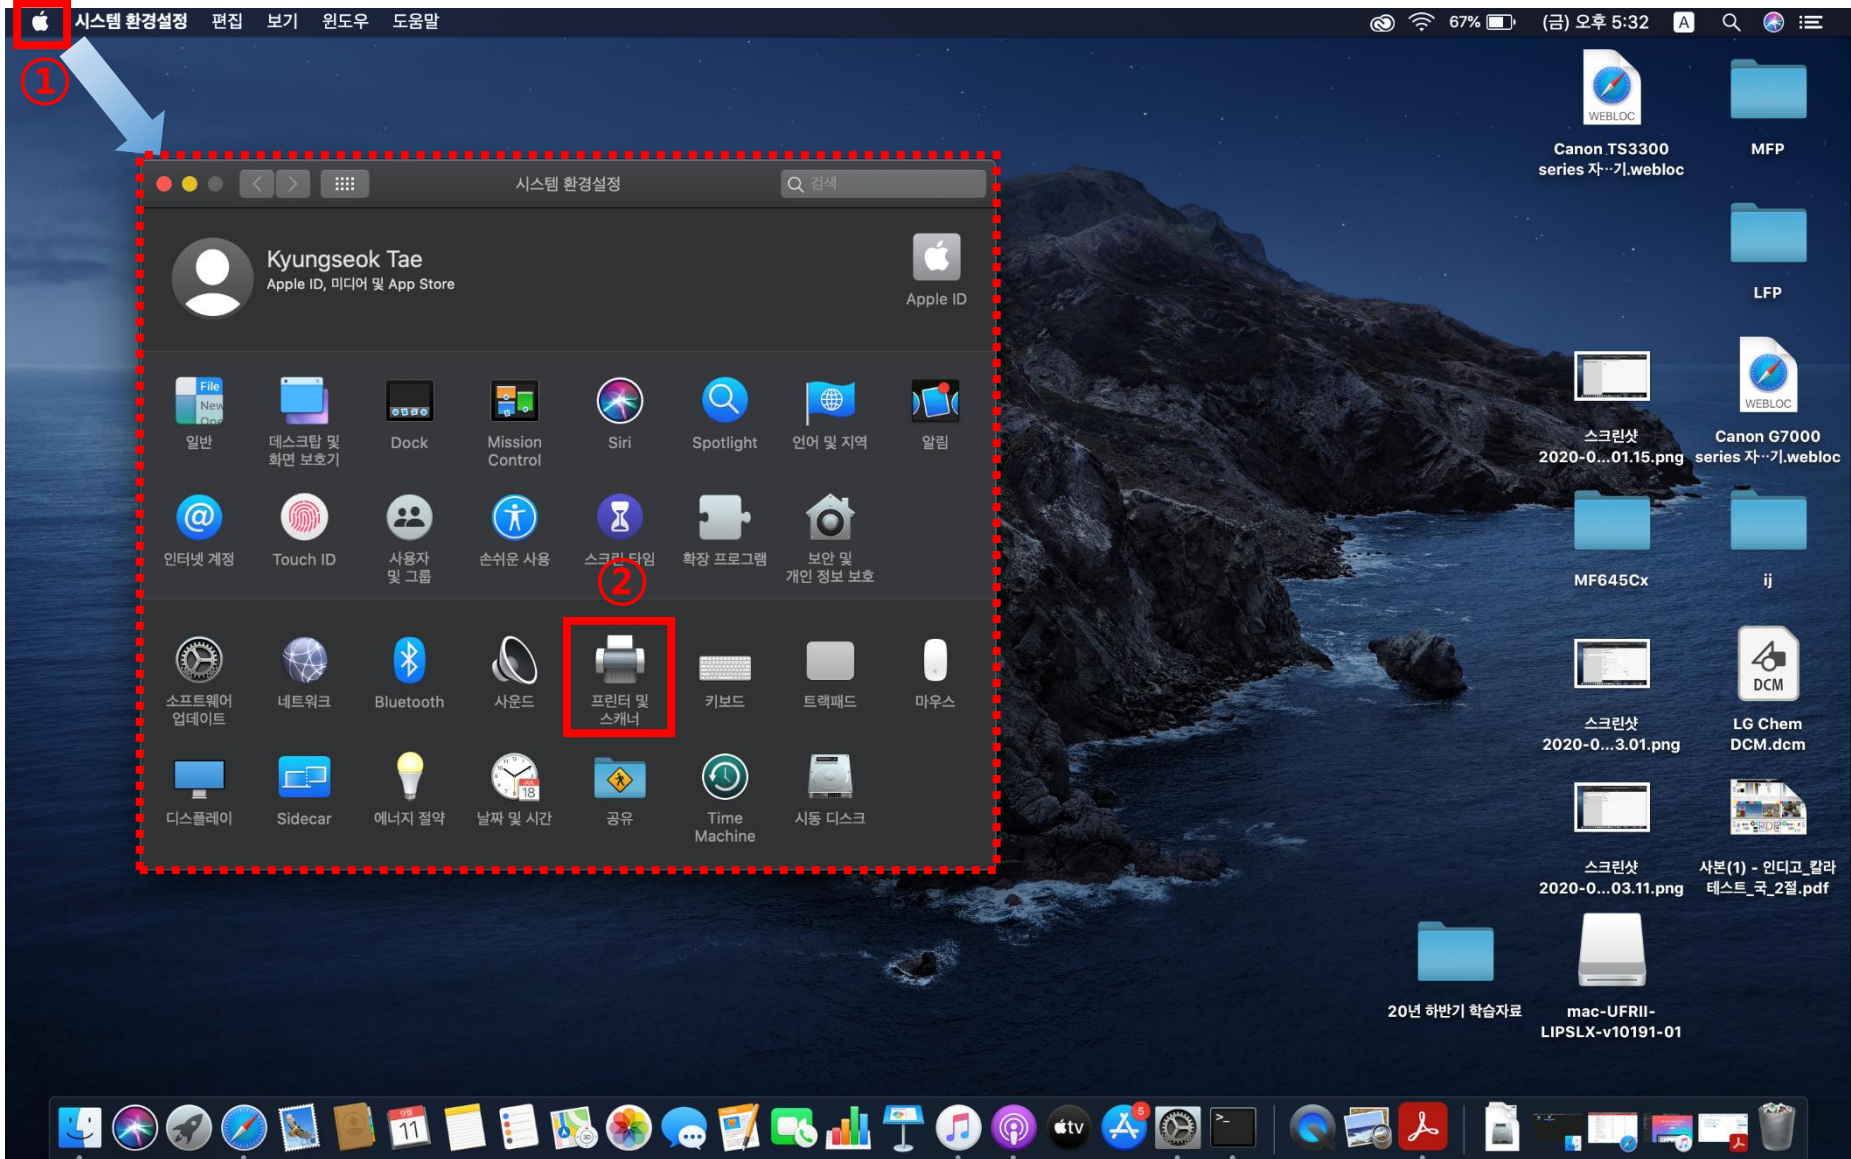 시스템 환경설정 편집 보기 윈도우 도움말
67% (금) 오후 5:32 A
①
시스템 환경설정
검색
Kyungseok Tae
Apple ID, 미디어 및 App Store
Apple ID
File
New
일반
데스크탑 및
화면 보호기
Dock
Mission
Control
Siri
Spotlight
언어 및 지역
알림
인터넷 계정
Touch ID
사용자
및 그룹
손쉬운 사용
스크린 타임
확장 프로그램
보안 및
개인 정보 보호
②
소프트웨어
업데이트
네트워크
Bluetooth
사운드
프린터 및
스캐너
키보드
트랙패드
마우스
디스플레이
Sidecar
에너지 절약
JUL
18
날짜 및 시간
공유
Time
Machine
시동 디스크
WEBLOC
Canon TS3300
series 자…기.webloc
MFP
LFP
스크린샷
2020-0...01.15.png
WEBLOC
Canon G7000
series 자…기.webloc
MF645Cx
ij
스크린샷
2020-0...3.01.png
DCM
LG Chem
DCM.dcm
스크린샷
2020-0...03.11.png
PDF
사본(1) - 인디고_칼라
테스트_국_2절.pdf
20년 하반기 학습자료
mac-UFRII-
LIPSLX-v10191-01
9월
11
tv
5